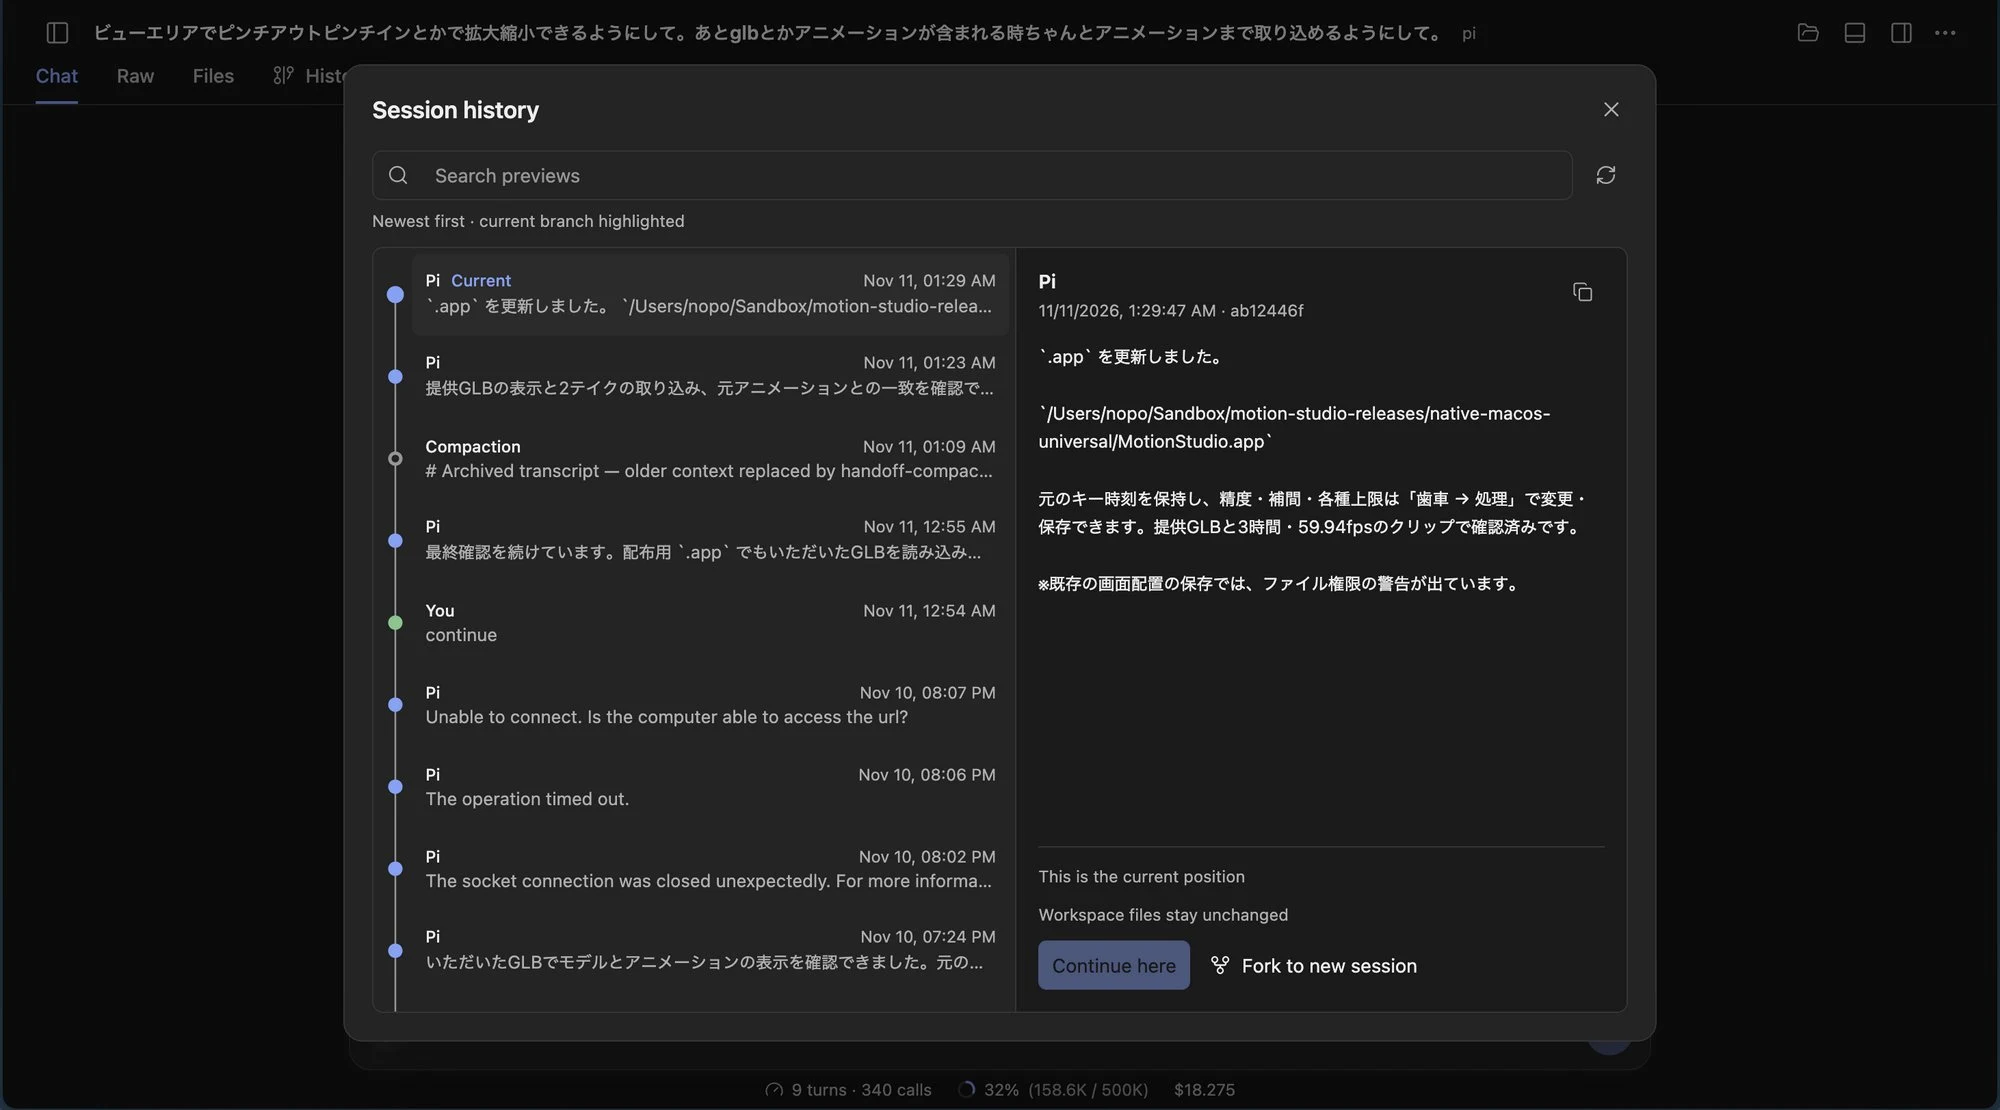 ビューエリアでピンチアウトピンチインとかで拡大縮小できるようにして。あとglbとかアニメーションが含まれる時ちゃんとアニメーションまで取り込めるようにして。 pi
Chat Raw Files Histo
Session history
Search previews
Newest first · current branch highlighted
Pi Current Nov 11, 01:29 AM
`.app` を更新しました。 `/Users/nopo/Sandbox/motion-studio-relea...
Pi Nov 11, 01:23 AM
提供GLBの表示と2テイクの取り込み、元アニメーションとの一致を確認で...
Compaction Nov 11, 01:09 AM
# Archived transcript — older context replaced by handoff-compac...
Pi Nov 11, 12:55 AM
最終確認を続けています。配布用 `.app` でもいただいたGLBを読み込み...
You Nov 11, 12:54 AM
continue
Pi Nov 10, 08:07 PM
Unable to connect. Is the computer able to access the url?
Pi Nov 10, 08:06 PM
The operation timed out.
Pi Nov 10, 08:02 PM
The socket connection was closed unexpectedly. For more informa...
Pi Nov 10, 07:24 PM
いただいたGLBでモデルとアニメーションの表示を確認できました。元の...
Pi
11/11/2026, 1:29:47 AM · ab12446f
`.app` を更新しました。
`/Users/nopo/Sandbox/motion-studio-releases/native-macos-
universal/MotionStudio.app`
元のキー時刻を保持し、精度・補間・各種上限は「歯車 → 処理」で変更・
保存できます。提供GLBと3時間・59.94fpsのクリップで確認済みです。
※既存の画面配置の保存では、ファイル権限の警告が出ています。
This is the current position
Workspace files stay unchanged
Continue here Fork to new session
9 turns · 340 calls 32% (158.6K / 500K) $18.275